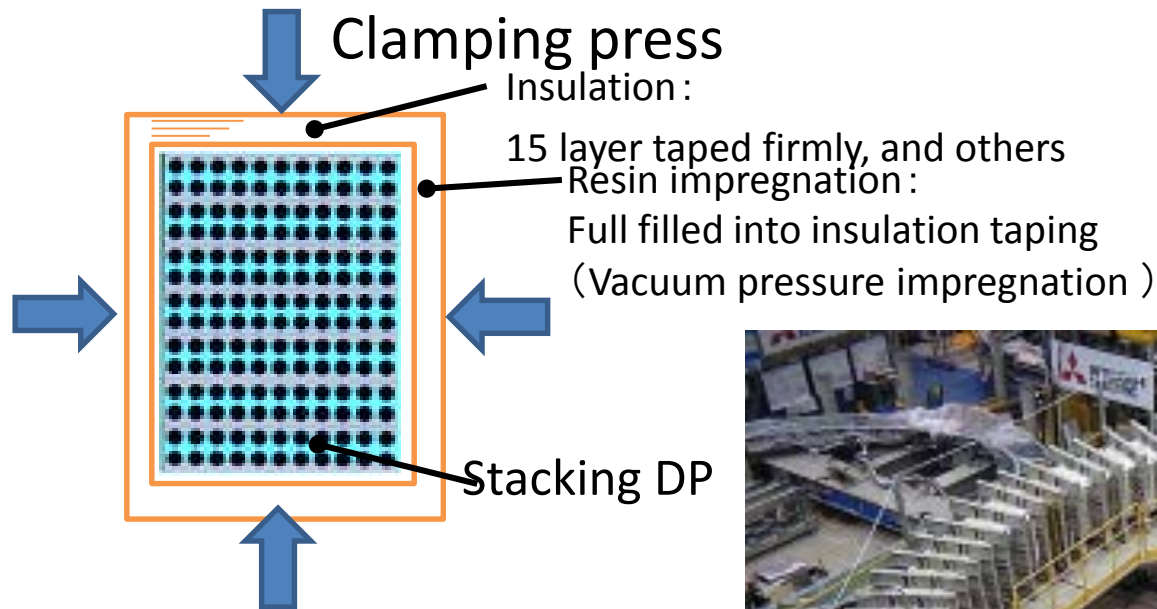 Clamping press
Insulation：
15 layer taped firmly, and others
Resin impregnation：
Full filled into insulation taping
（Vacuum pressure impregnation ）
Stacking DP